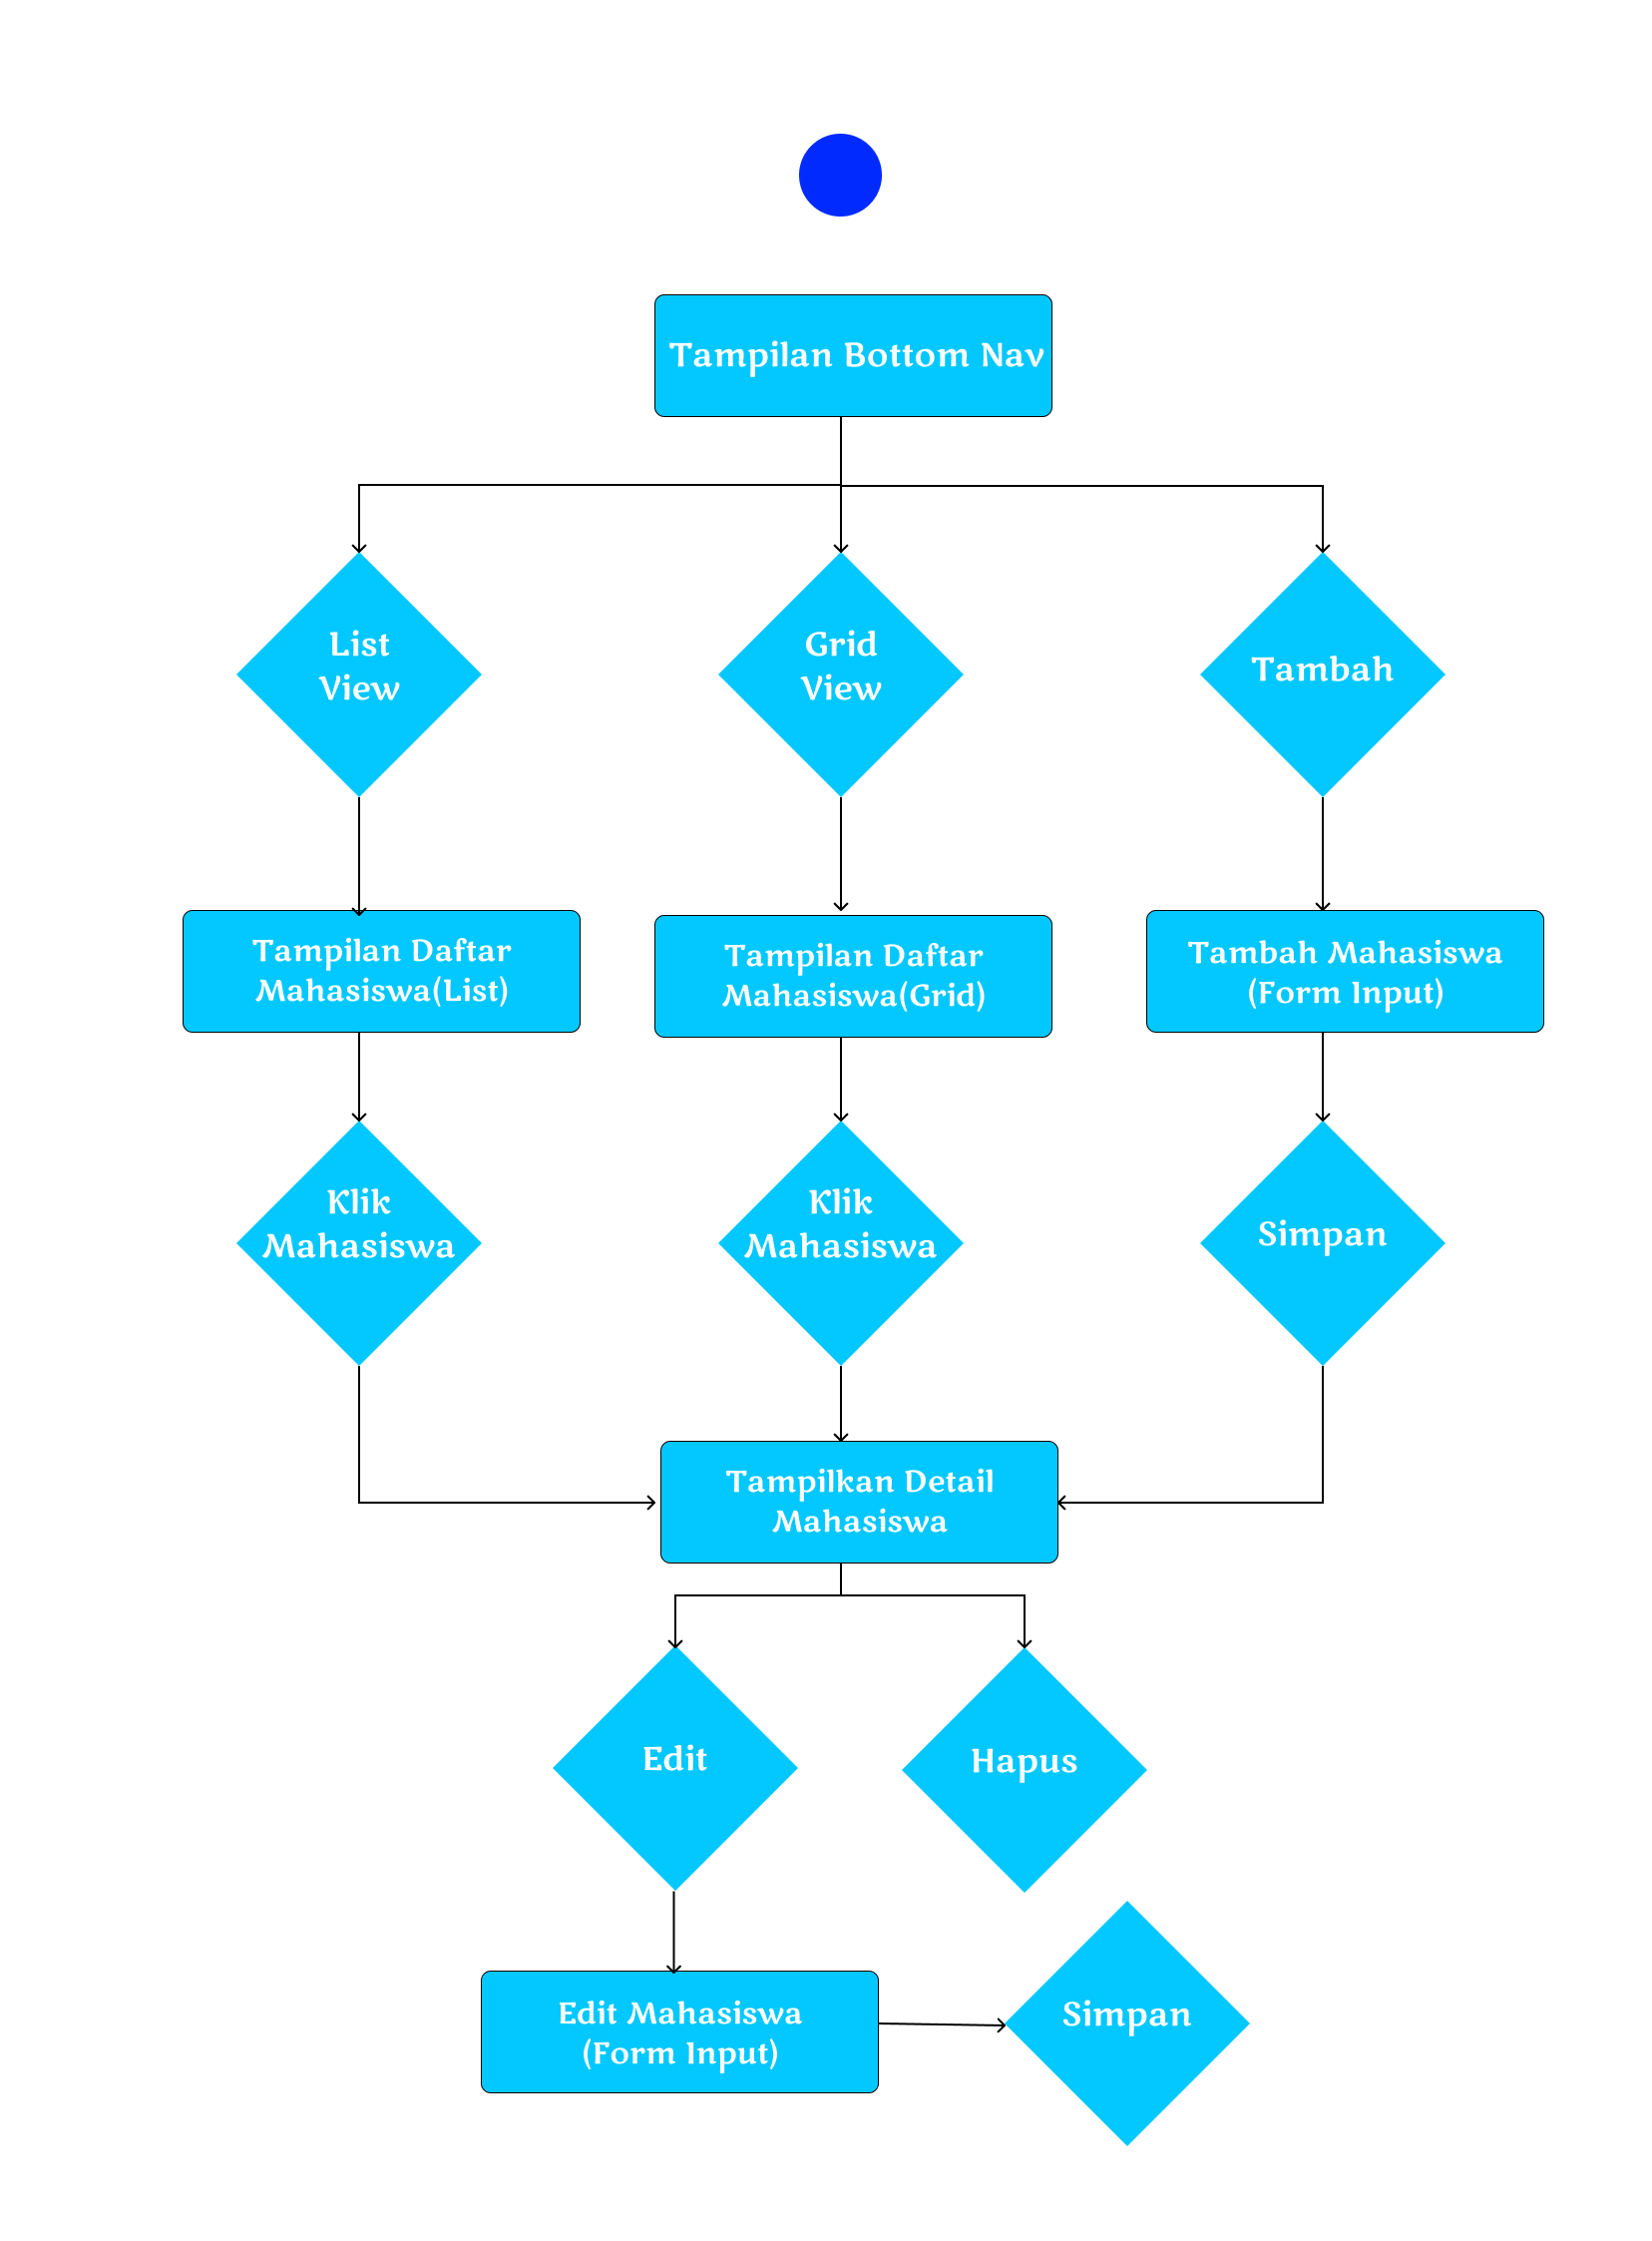 Tampilan Bottom Nav
List
View
Grid
View
Tambah
Tampilan Daftar
Mahasiswa(List)
Tampilan Daftar
Mahasiswa(Grid)
Tambah Mahasiswa
(Form Input)
Klik
Mahasiswa
Klik
Mahasiswa
Simpan
Tampilkan Detail
Mahasiswa
Edit
Hapus
Edit Mahasiswa
(Form Input)
Simpan